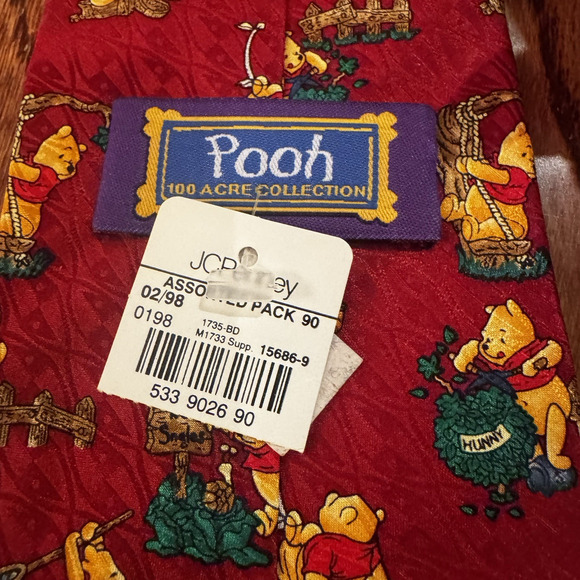 Pooh
100 ACRE COLLECTION
ASSORTED PACK 90
02/98
0198
1735-BD
M1733 Supp. 15686-9
533 9026 90
HUNNY